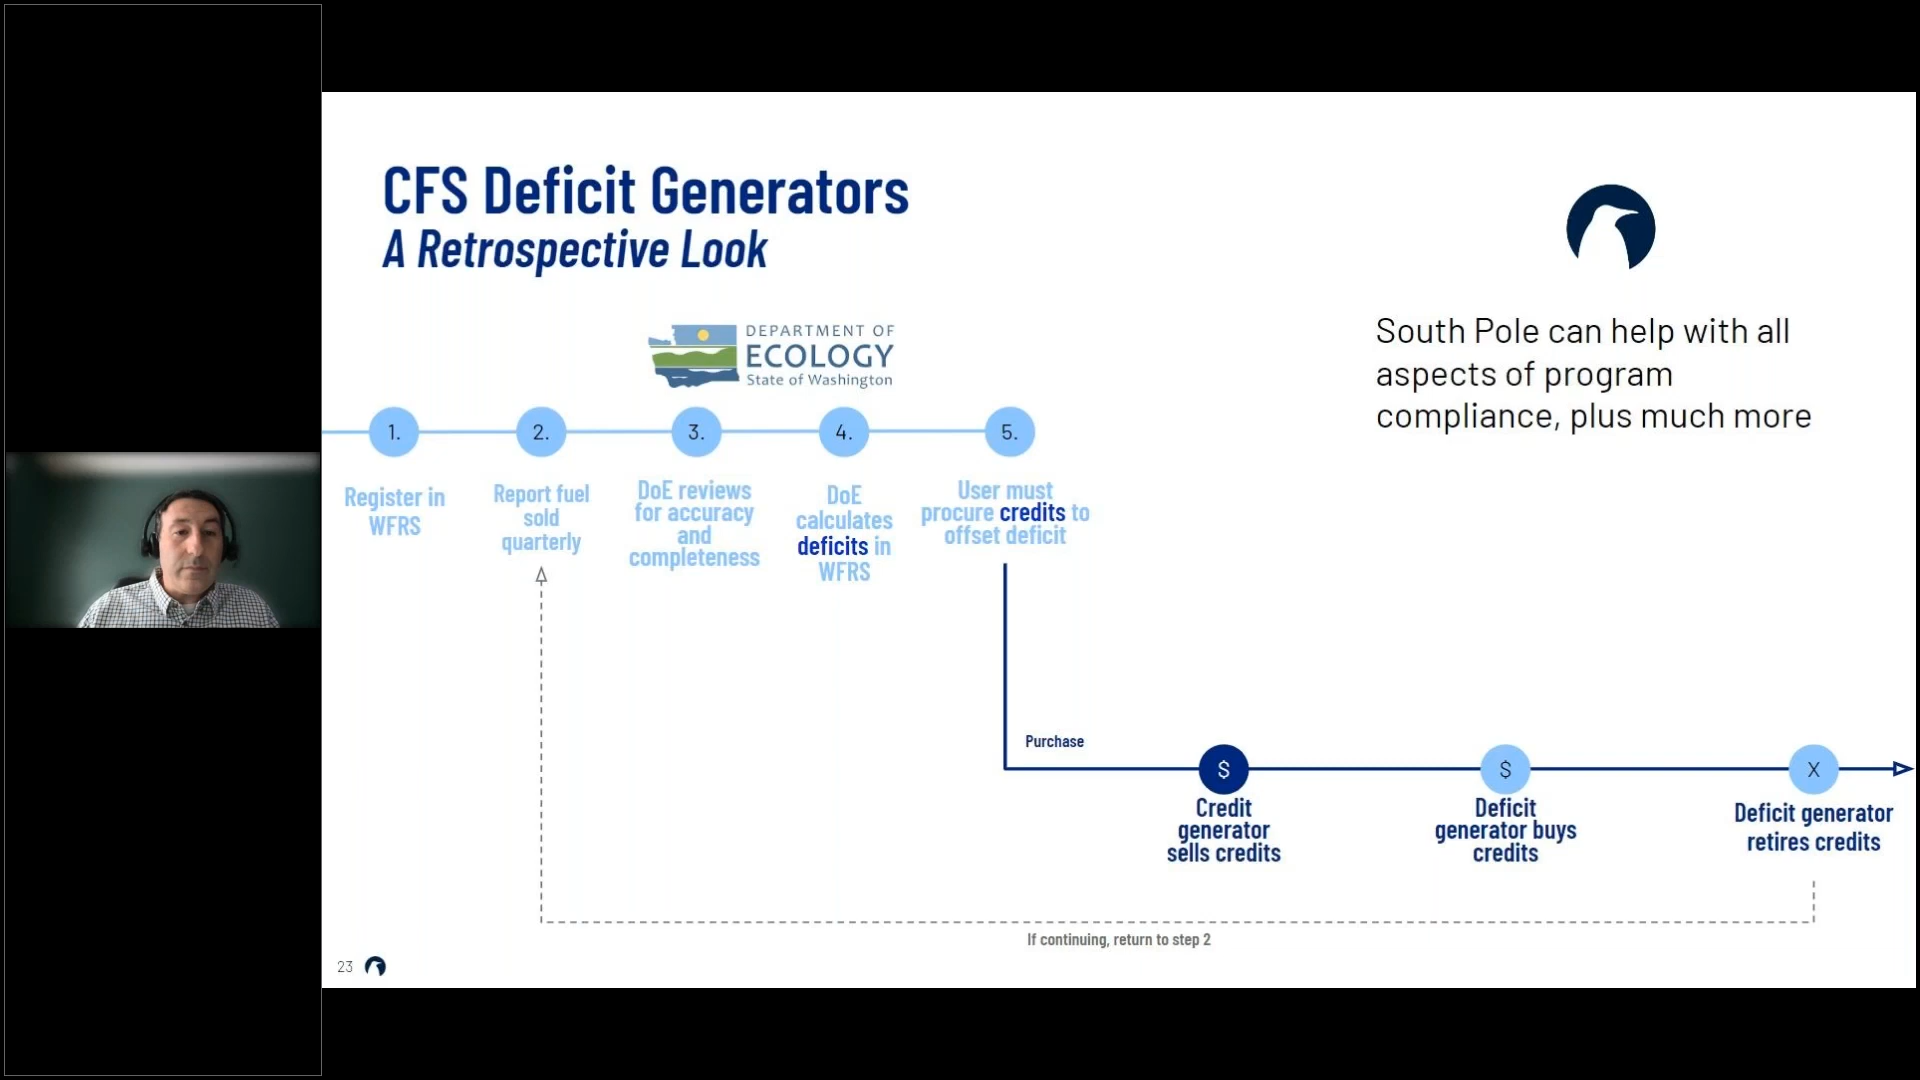 CFS Deficit Generators
A Retrospective Look
DEPARTMENT OF
ECOLOGY
State of Washington
South Pole can help with all
aspects of program
compliance, plus much more
1.
2.
3.
4.
5.
Register in
WFRS
Report fuel
sold
quarterly
DoE reviews
for accuracy
and
completeness
DoE
calculates
deficits in
WFRS
User must
procure credits to
offset deficit
Purchase
$
$
X
Credit
generator
sells credits
Deficit
generator buys
credits
Deficit generator
retires credits
If continuing, return to step 2
23